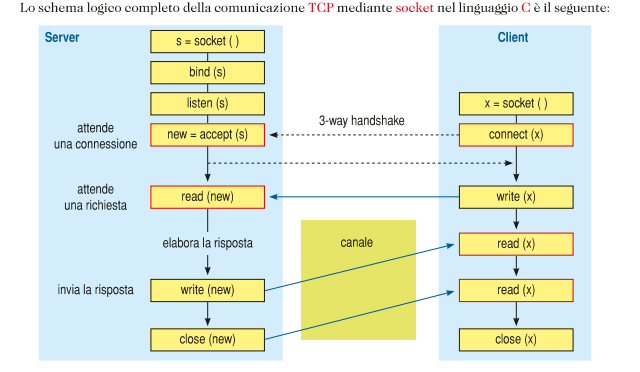 Lo schema logico completo della comunicazione TCP mediante socket nel linguaggio C è il seguente:
Server
s = socket ( )
bind (s)
listen (s)
attende
una connessione
new = accept (s)
attende
una richiesta
read (new)
elabora la risposta
invia la risposta
write (new)
close (new)
3-way handshake
canale
Client
x = socket ( )
connect (x)
write (x)
read (x)
read (x)
close (x)